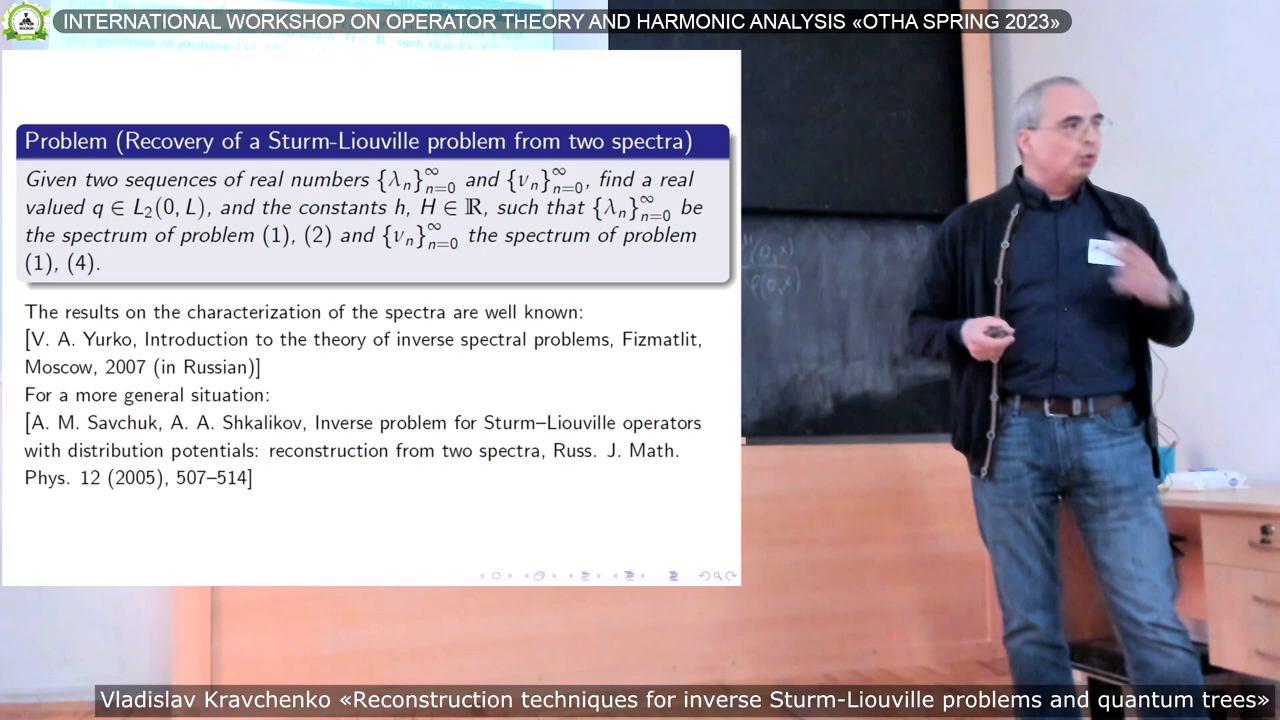 INTERNATIONAL WORKSHOP ON OPERATOR THEORY AND HARMONIC ANALYSIS «OTHA SPRING 2023»
Problem (Recovery of a Sturm-Liouville problem from two spectra)
Given two sequences of real numbers {λₙ}∞ₙ₌₀ and {νₙ}∞ₙ₌₀, find a real
valued q ∈ L₂(0, L), and the constants h, H ∈ ℝ, such that {λₙ}∞ₙ₌₀ be
the spectrum of problem (1), (2) and {νₙ}∞ₙ₌₀ the spectrum of problem
(1), (4).
The results on the characterization of the spectra are well known:
[V. A. Yurko, Introduction to the theory of inverse spectral problems, Fizmatlit,
Moscow, 2007 (in Russian)]
For a more general situation:
[A. M. Savchuk, A. A. Shkalikov, Inverse problem for Sturm–Liouville operators
with distribution potentials: reconstruction from two spectra, Russ. J. Math.
Phys. 12 (2005), 507–514]
Vladislav Kravchenko «Reconstruction techniques for inverse Sturm-Liouville problems and quantum trees»